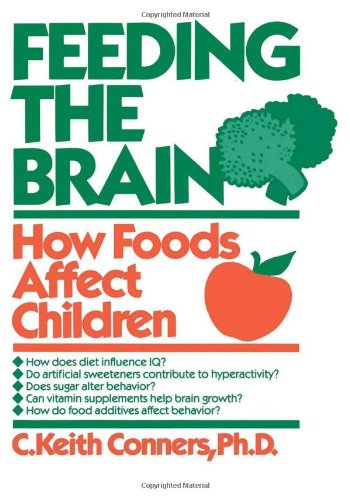 Copyrighted Material
FEEDING
THE
BRAIN
How Foods
Affect
Children
◆ How does diet influence IQ?
◆ Do artificial sweeteners contribute to hyperactivity?
◆ Does sugar alter behavior?
◆ Can vitamin supplements help brain growth?
◆ How do food additives affect behavior?
C.Keith Conners,Ph.D.
Copyrighted Material